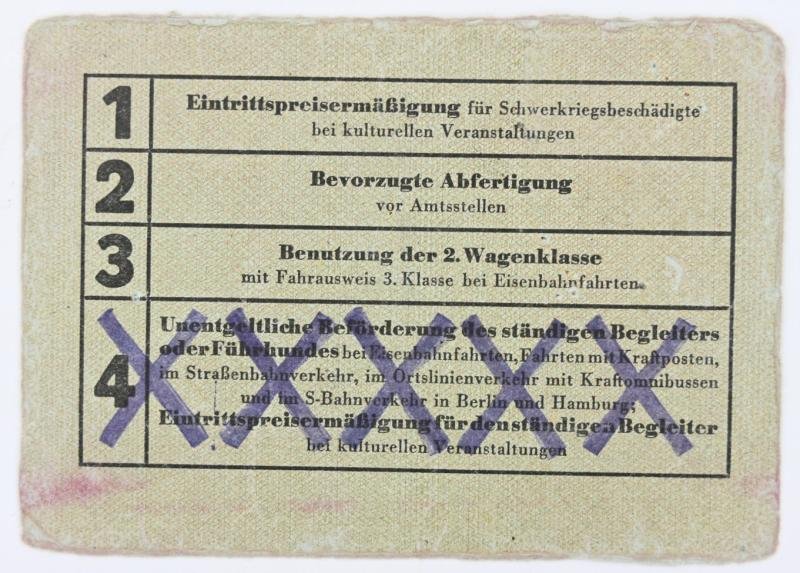 1
Eintrittspreisermäßigung für Schwerkriegsbeschädigte
bei kulturellen Veranstaltungen
2
Bevorzugte Abfertigung
vor Amtsstellen
3
Benutzung der 2. Wagenklasse
mit Fahrausweis 3. Klasse bei Eisenbahnfahrten.
4
Unentgeltliche Beförderung des ständigen Begleiters
oder Führhundes bei Eisenbahnfahrten, Fahrten mit Kraftposten,
im Straßenbahnverkehr, im Ortslinienverkehr mit Kraftomnibussen
und im S-Bahnverkehr in Berlin und Hamburg;
Eintrittspreisermäßigung für den ständigen Begleiter
bei kulturellen Veranstaltungen